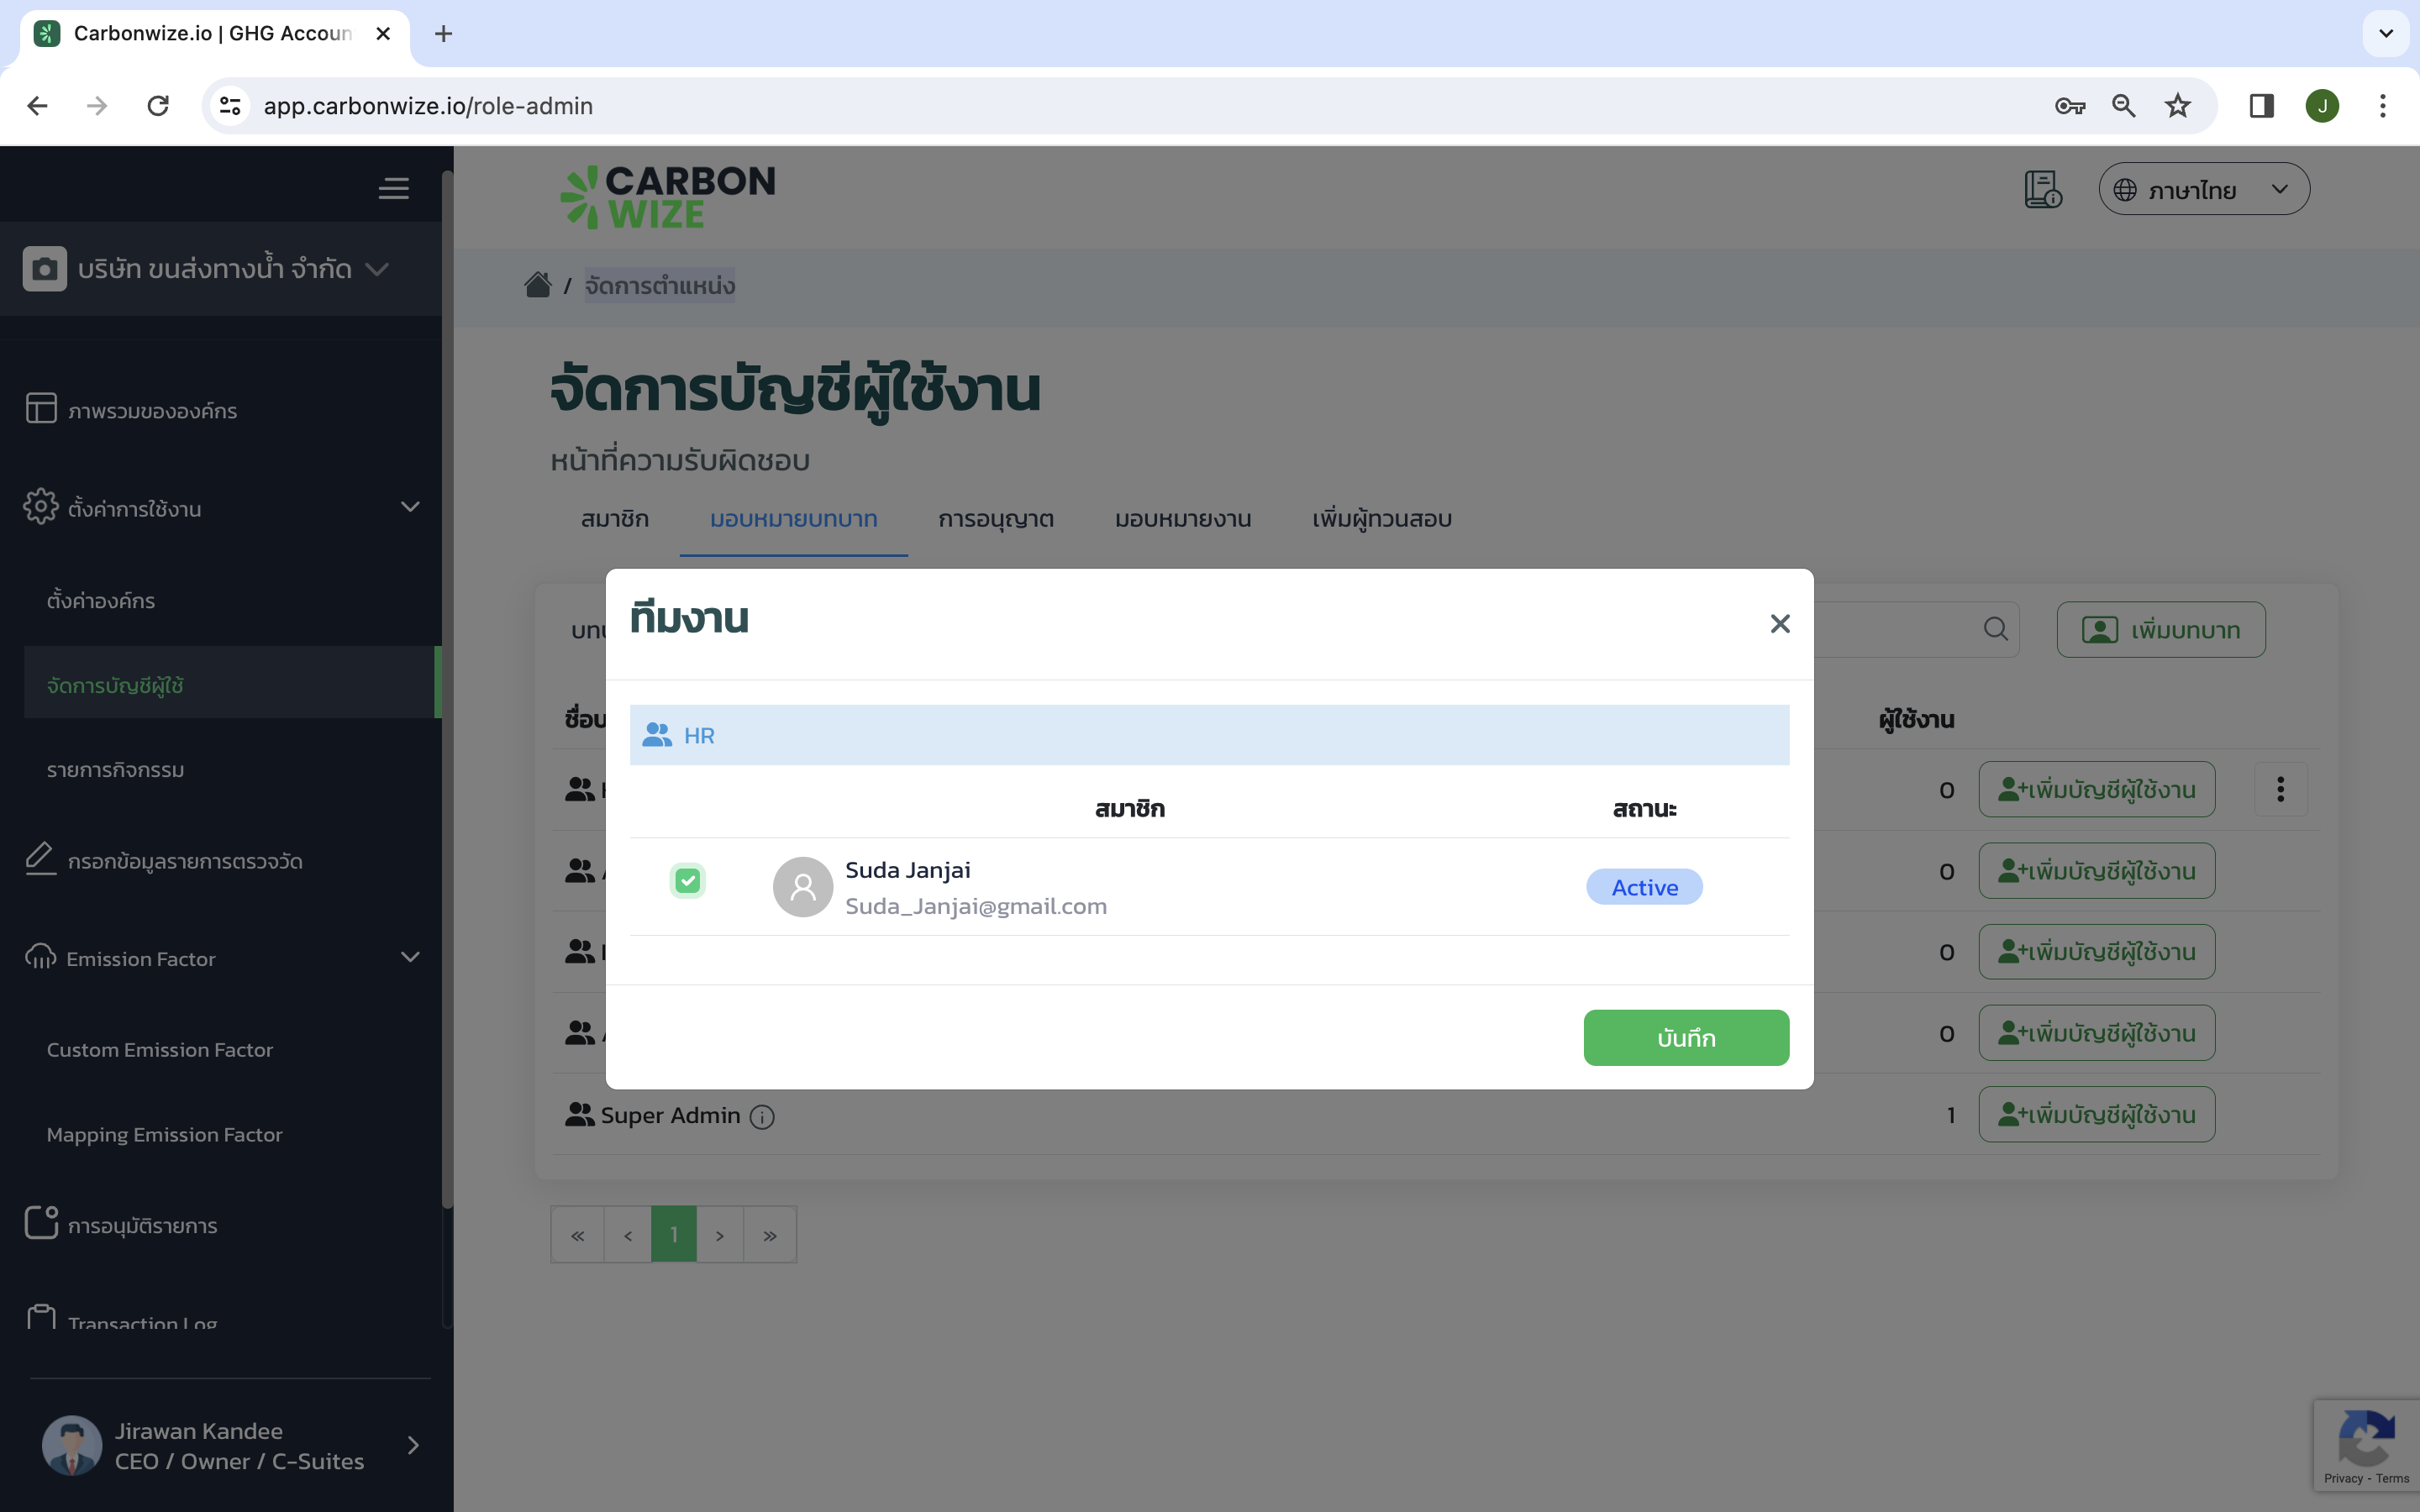 Carbonwize.io | GHG Accoun
app.carbonwize.io/role-admin
CARBON
WIZE
ภาษาไทย
บริษัท ขนส่งทางน้ำ จำกัด
/ จัดการตำแหน่ง
ภาพรวมขององค์กร
ตั้งค่าการใช้งาน
ตั้งค่าองค์กร
จัดการบัญชีผู้ใช้
รายการกิจกรรม
กรอกข้อมูลรายการตรวจวัด
Emission Factor
Custom Emission Factor
Mapping Emission Factor
การอนุมัติรายการ
Transaction Log
Jirawan Kandee
CEO / Owner / C-Suites
จัดการบัญชีผู้ใช้งาน
หน้าที่ความรับผิดชอบ
สมาชิก มอบหมายบทบาท การอนุญาต มอบหมายงาน เพิ่มผู้ทวนสอบ
เพิ่มบทบาท
ผู้ใช้งาน
0 เพิ่มบัญชีผู้ใช้งาน
0 เพิ่มบัญชีผู้ใช้งาน
0 เพิ่มบัญชีผู้ใช้งาน
0 เพิ่มบัญชีผู้ใช้งาน
Super Admin 1 เพิ่มบัญชีผู้ใช้งาน
« < 1 > »
ทีมงาน
HR
สมาชิก สถานะ
Suda Janjai
Suda_Janjai@gmail.com
Active
บันทึก
J
Privacy - Terms